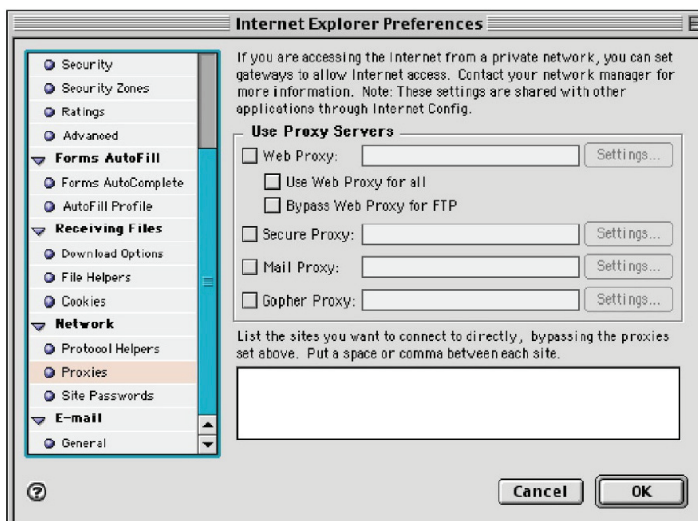 Internet Explorer Preferences
Security
Security Zones
Ratings
Advanced
Forms AutoFill
Forms AutoComplete
AutoFill Profile
Receiving Files
Download Options
File Helpers
Cookies
Network
Protocol Helpers
Proxies
Site Passwords
E-mail
General
If you are accessing the Internet from a private network, you can set
gateways to allow Internet access. Contact your network manager for
more information. Note: These settings are shared with other
applications through Internet Config.
Use Proxy Servers
Web Proxy: Settings...
Use Web Proxy for all
Bypass Web Proxy for FTP
Secure Proxy: Settings...
Mail Proxy: Settings...
Gopher Proxy: Settings...
List the sites you want to connect to directly, bypassing the proxies
set above. Put a space or comma between each site.
?
Cancel
OK